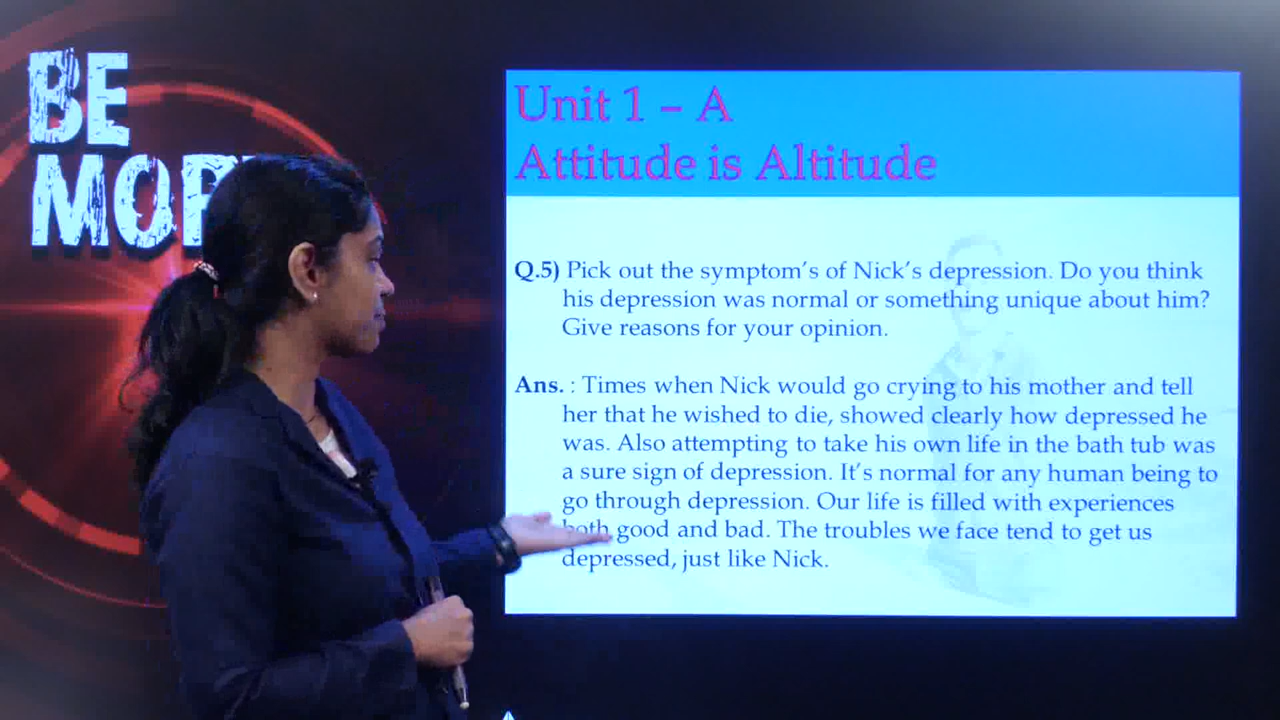 BE
MOR
Unit 1 – A
Attitude is Altitude
Q.5) Pick out the symptom's of Nick's depression. Do you think
his depression was normal or something unique about him?
Give reasons for your opinion.
Ans. : Times when Nick would go crying to his mother and tell
her that he wished to die, showed clearly how depressed he
was. Also attempting to take his own life in the bath tub was
a sure sign of depression. It's normal for any human being to
go through depression. Our life is filled with experiences
both good and bad. The troubles we face tend to get us
depressed, just like Nick.